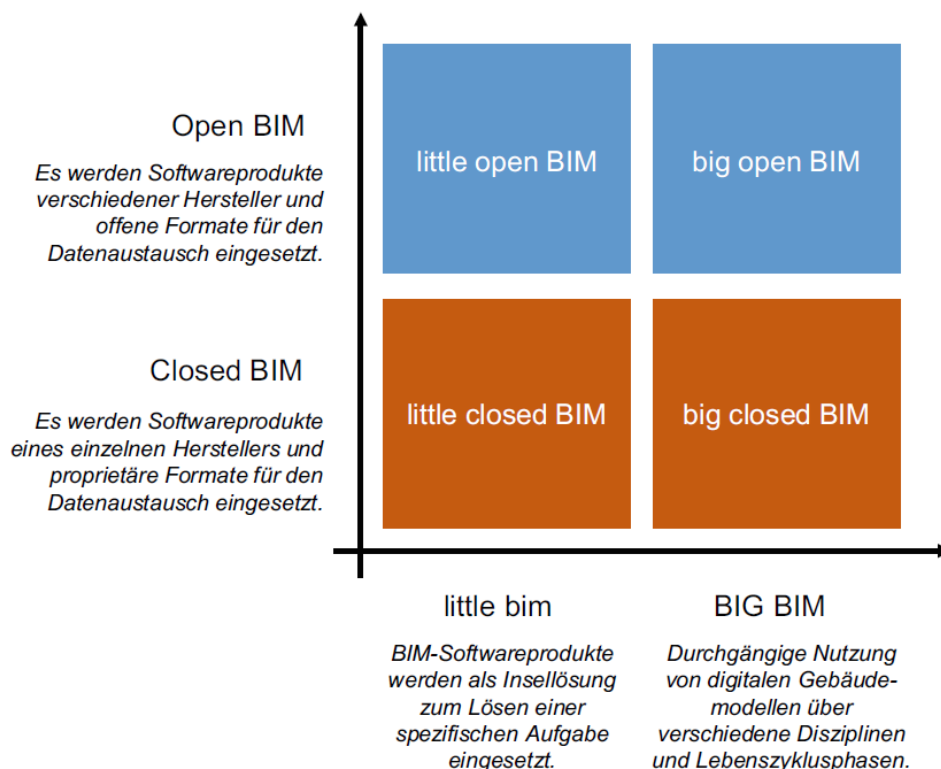 Open BIM
Es werden Softwareprodukte
verschiedener Hersteller und
offene Formate für den
Datenaustausch eingesetzt.
little open BIM
big open BIM
Closed BIM
Es werden Softwareprodukte
eines einzelnen Herstellers und
proprietäre Formate für den
Datenaustausch eingesetzt.
little closed BIM
big closed BIM
little bim
BIM-Softwareprodukte
werden als Insellösung
zum Lösen einer
spezifischen Aufgabe
eingesetzt.
BIG BIM
Durchgängige Nutzung
von digitalen Gebäude-
modellen über
verschiedene Disziplinen
und Lebenszyklusphasen.